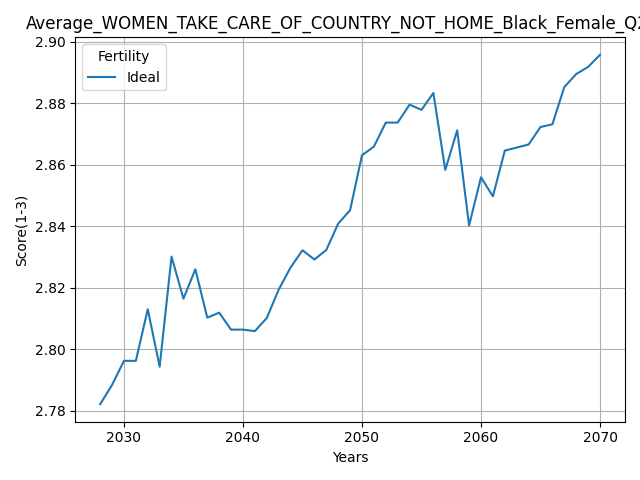 Average_WOMEN_TAKE_CARE_OF_COUNTRY_NOT_HOME_Black_Female_Q2
Fertility
Ideal
2.90
2.88
2.86
2.84
2.82
2.80
2.78
Score(1-3)
2030 2040 2050 2060 2070
Years